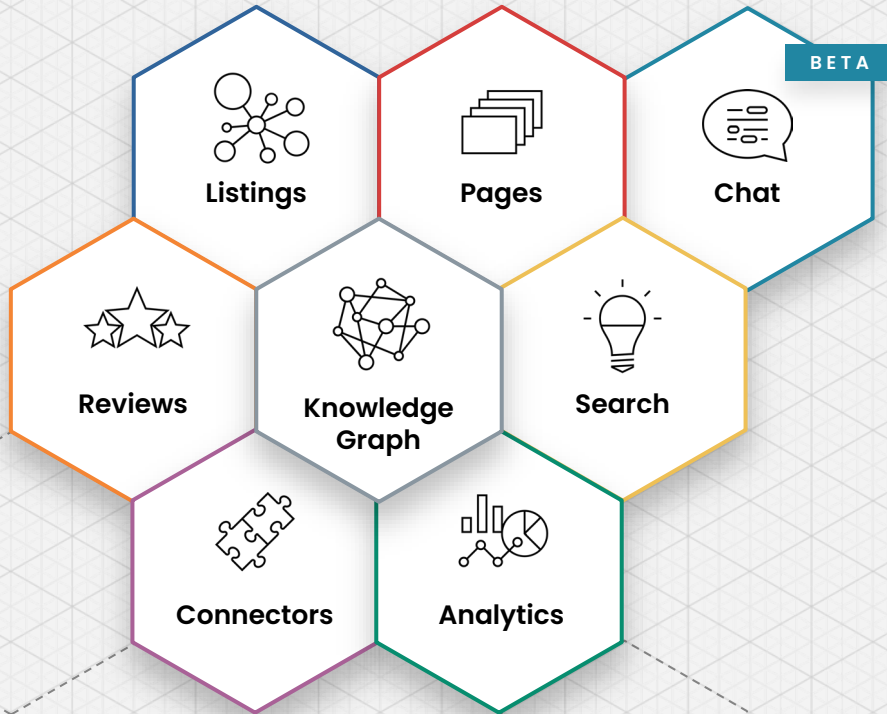 BETA
Listings
Pages
Chat
Reviews
Knowledge
Graph
Search
Connectors
Analytics